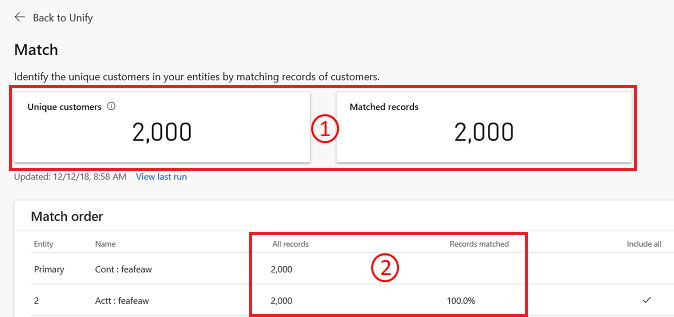 Back to Unify
Match
Identify the unique customers in your entities by matching records of customers.
Unique customers
Matched records
2,000
1
2,000
Updated: 12/12/18, 8:58 AM View last run
Match order
Entity Name All records Records matched Include all
2
Primary Cont : feafeaw 2,000
2 Actt : feafeaw 2,000 100.0%